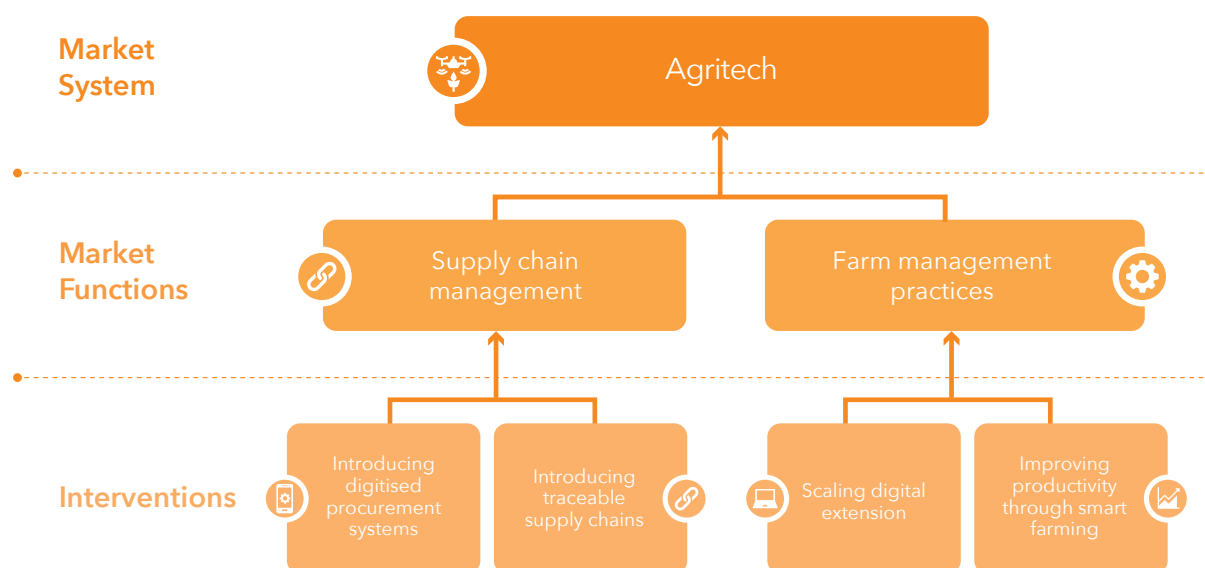 Market
System
Agritech
Market
Functions
Supply chain
management
Farm management
practices
Interventions
Introducing
digitised
procurement
systems
Introducing
traceable
supply chains
Scaling digital
extension
Improving
productivity
through smart
farming